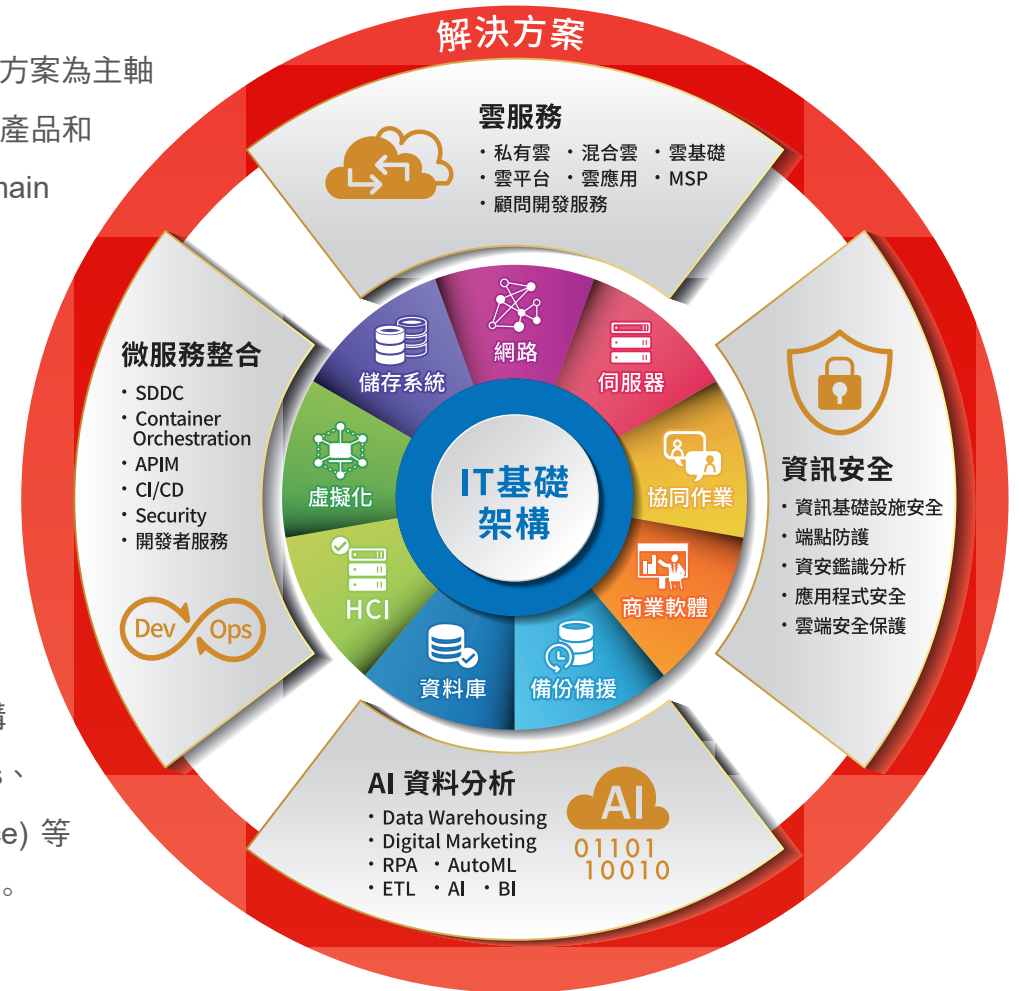 方案為主軸
產品和
main
s、
ce) 等
。
解決方案
雲服務
・私有雲 ・混合雲 ・雲基礎
・雲平台 ・雲應用 ・MSP
・顧問開發服務
微服務整合
・SDDC
・Container
Orchestration
・APIM
・CI/CD
・Security
・開發者服務
Dev Ops
資訊安全
・資訊基礎設施安全
・端點防護
・資安鑑識分析
・應用程式安全
・雲端安全保護
AI 資料分析
・Data Warehousing
・Digital Marketing
・RPA ・AutoML
・ETL ・AI ・BI
AI
01101
10010
網路
伺服器
協同作業
商業軟體
備份備援
資料庫
HCI
虛擬化
儲存系統
IT基礎
架構